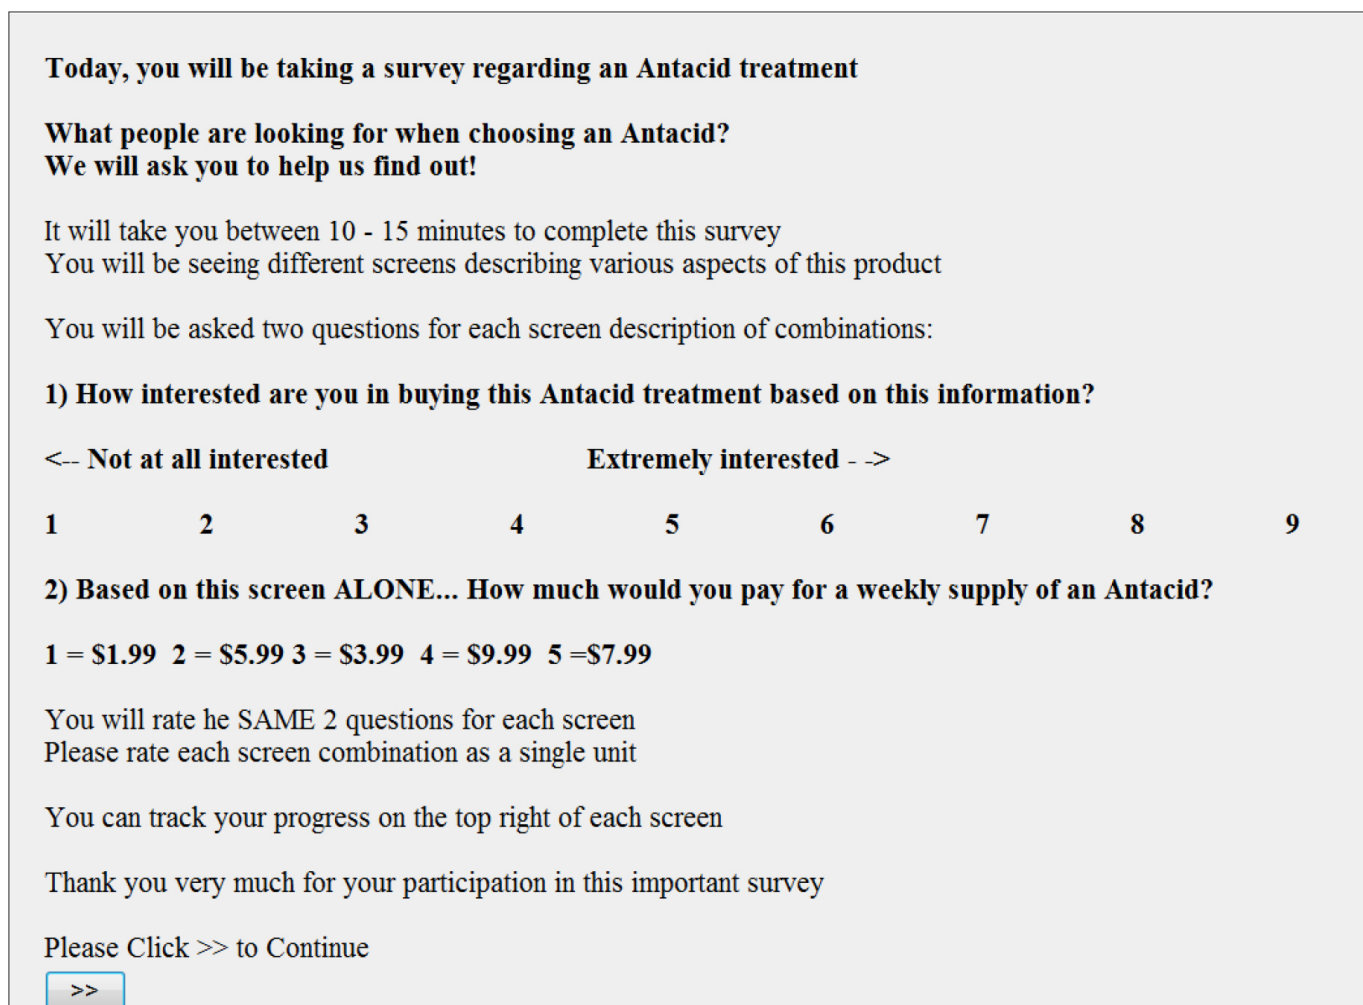 Today, you will be taking a survey regarding an Antacid treatment
What people are looking for when choosing an Antacid?
We will ask you to help us find out!
It will take you between 10 - 15 minutes to complete this survey
You will be seeing different screens describing various aspects of this product
You will be asked two questions for each screen description of combinations:
1) How interested are you in buying this Antacid treatment based on this information?
<-- Not at all interested Extremely interested - ->
1 2 3 4 5 6 7 8 9
2) Based on this screen ALONE... How much would you pay for a weekly supply of an Antacid?
1 = $1.99 2 = $5.99 3 = $3.99 4 = $9.99 5 =$7.99
You will rate he SAME 2 questions for each screen
Please rate each screen combination as a single unit
You can track your progress on the top right of each screen
Thank you very much for your participation in this important survey
Please Click >> to Continue
>>